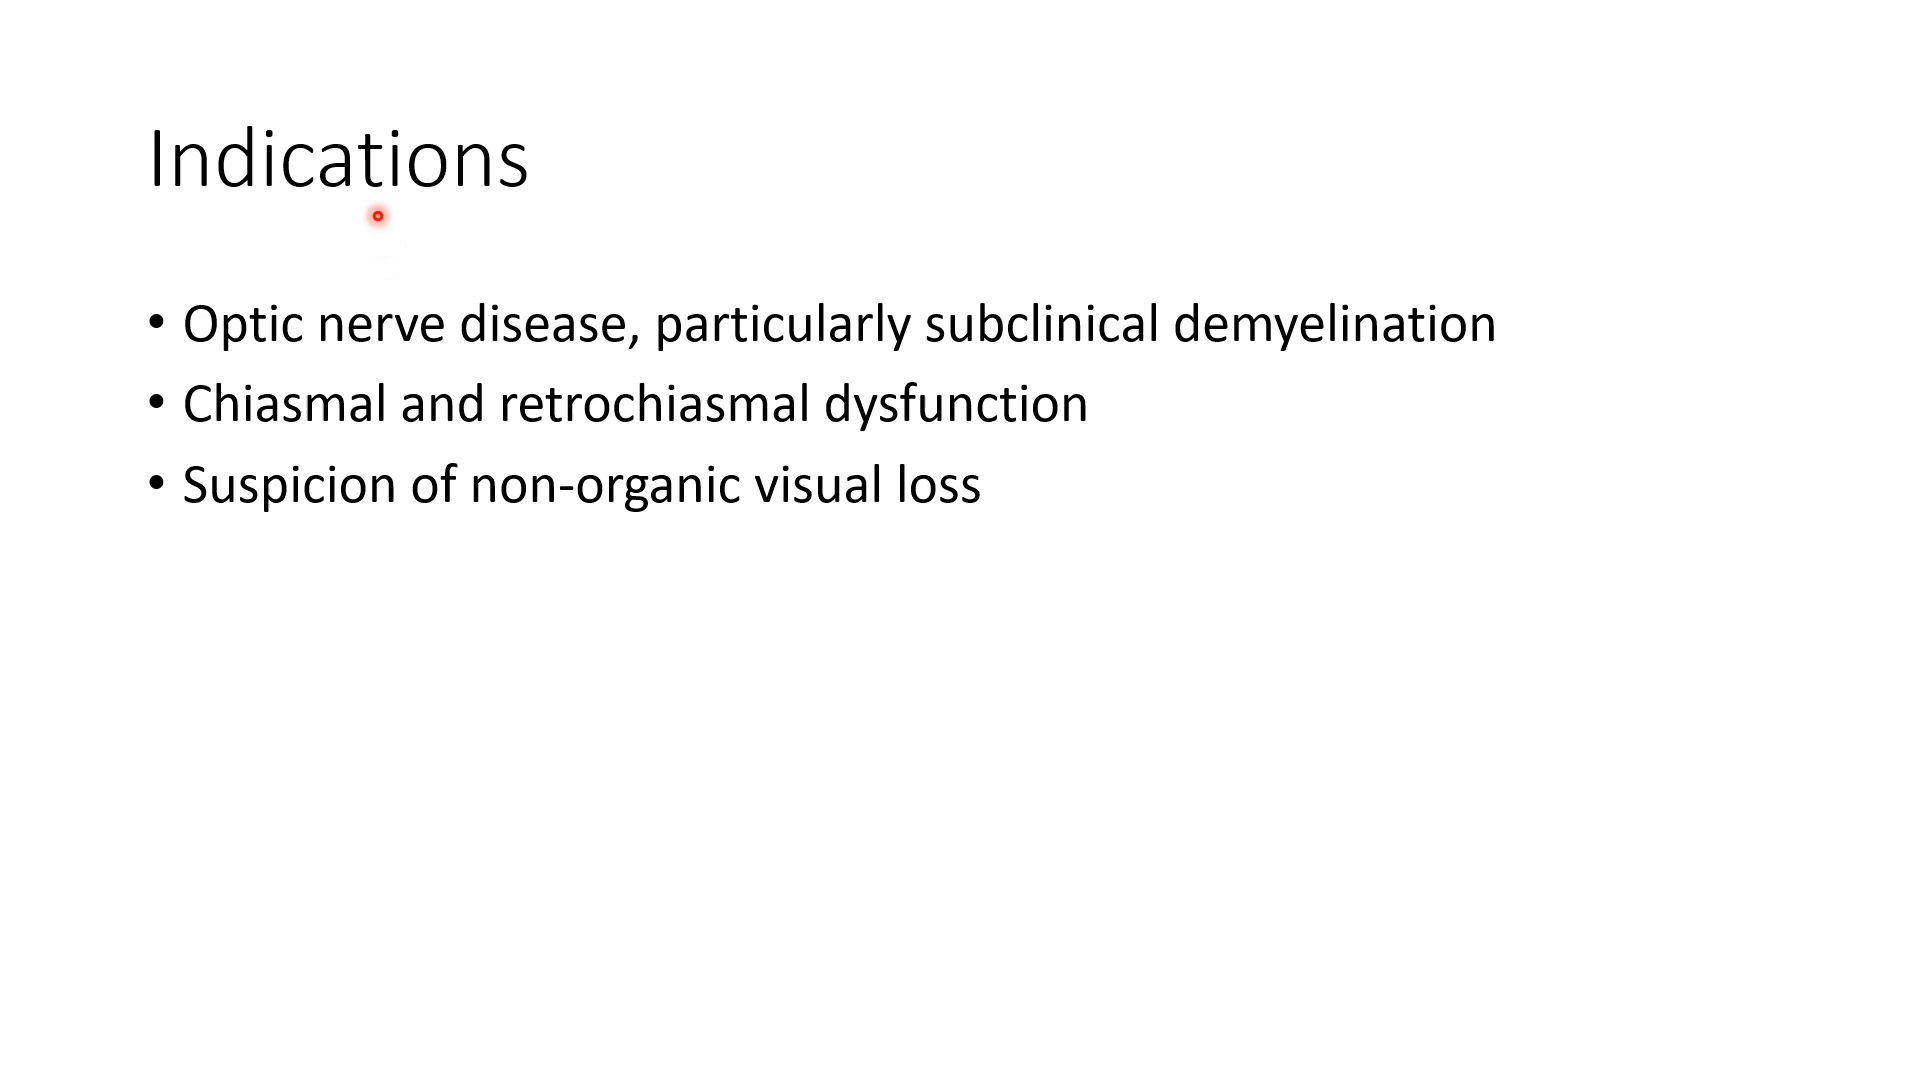 Indications
• Optic nerve disease, particularly subclinical demyelination
• Chiasmal and retrochiasmal dysfunction
• Suspicion of non-organic visual loss